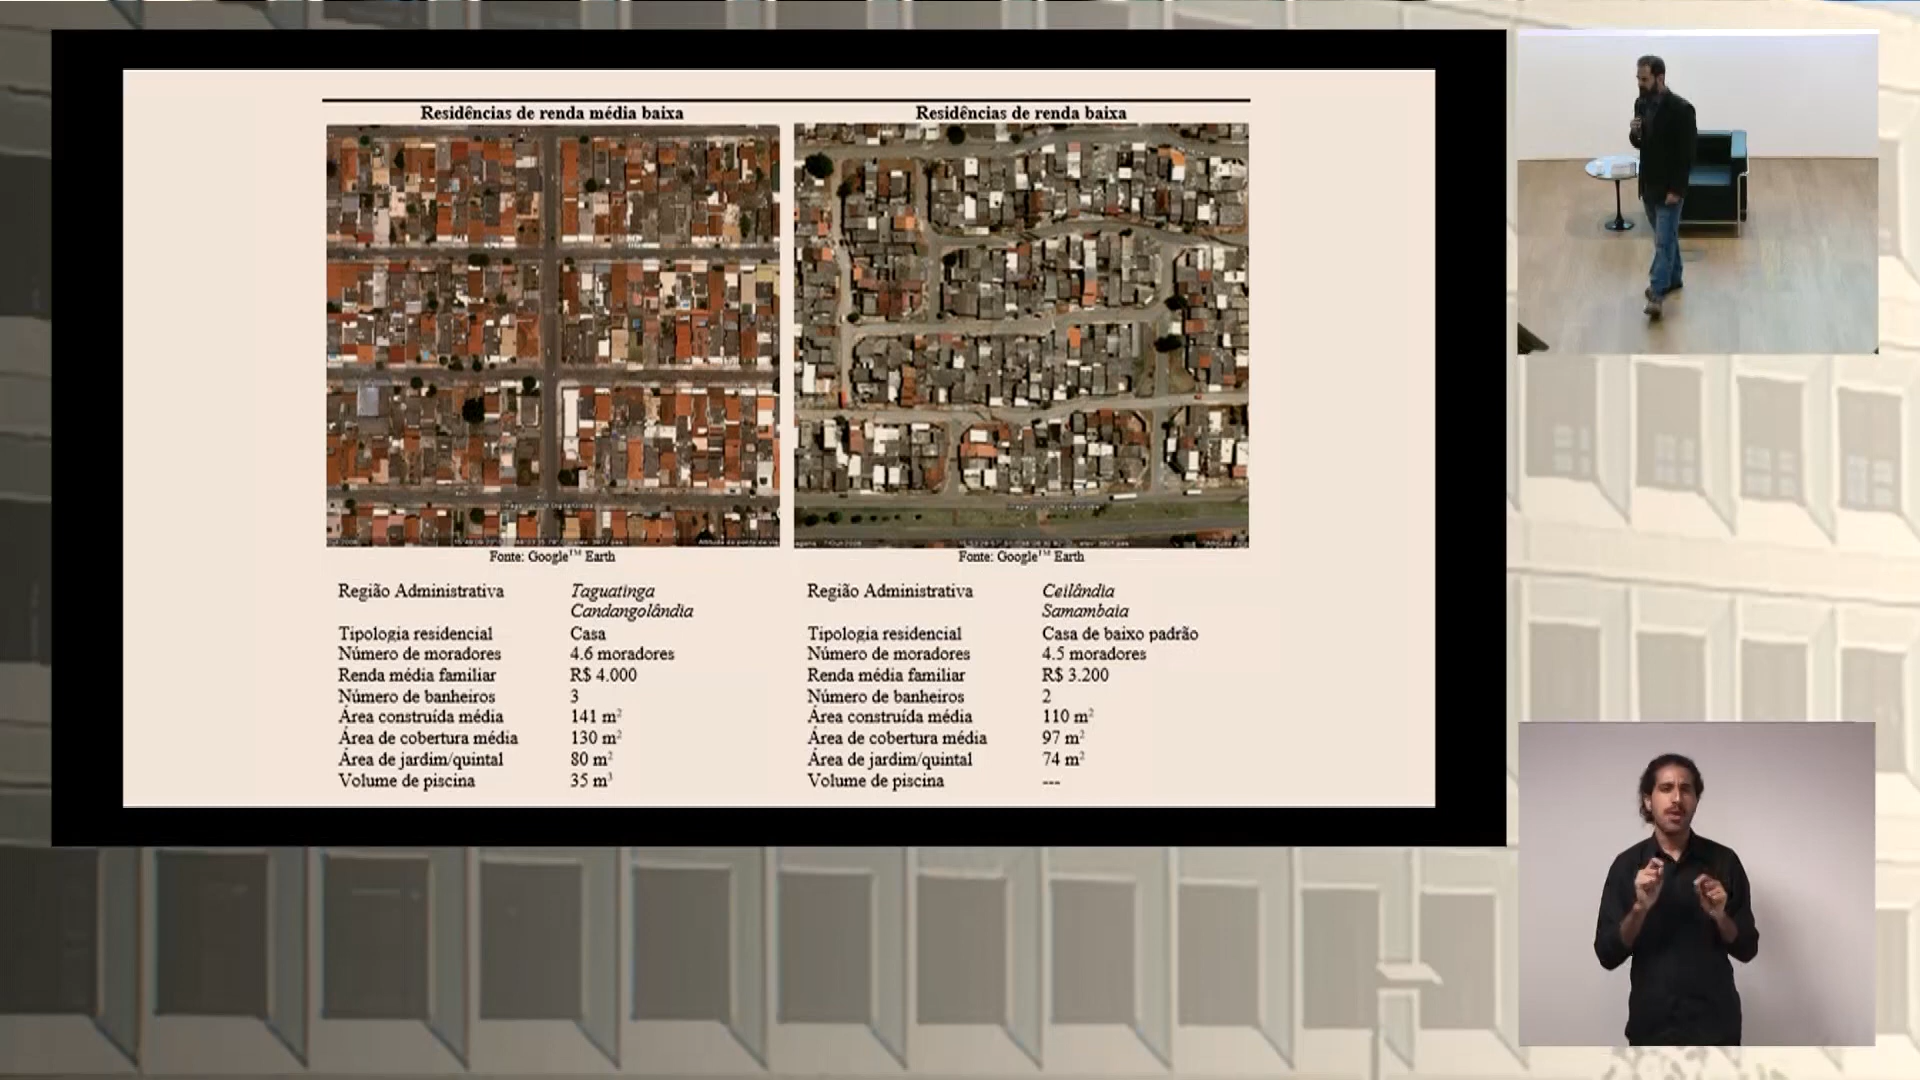 Residências de renda média baixa
Residências de renda baixa
Fonte: Google™ Earth
Fonte: Google™ Earth
Região Administrativa Taguatinga
Candangolândia
Tipologia residencial Casa
Número de moradores 4.6 moradores
Renda média familiar R$ 4.000
Número de banheiros 3
Área construída média 141 m²
Área de cobertura média 130 m²
Área de jardim/quintal 80 m²
Volume de piscina 35 m³
Região Administrativa Ceilândia
Samambaia
Tipologia residencial Casa de baixo padrão
Número de moradores 4.5 moradores
Renda média familiar R$ 3.200
Número de banheiros 2
Área construída média 110 m²
Área de cobertura média 97 m²
Área de jardim/quintal 74 m²
Volume de piscina ---